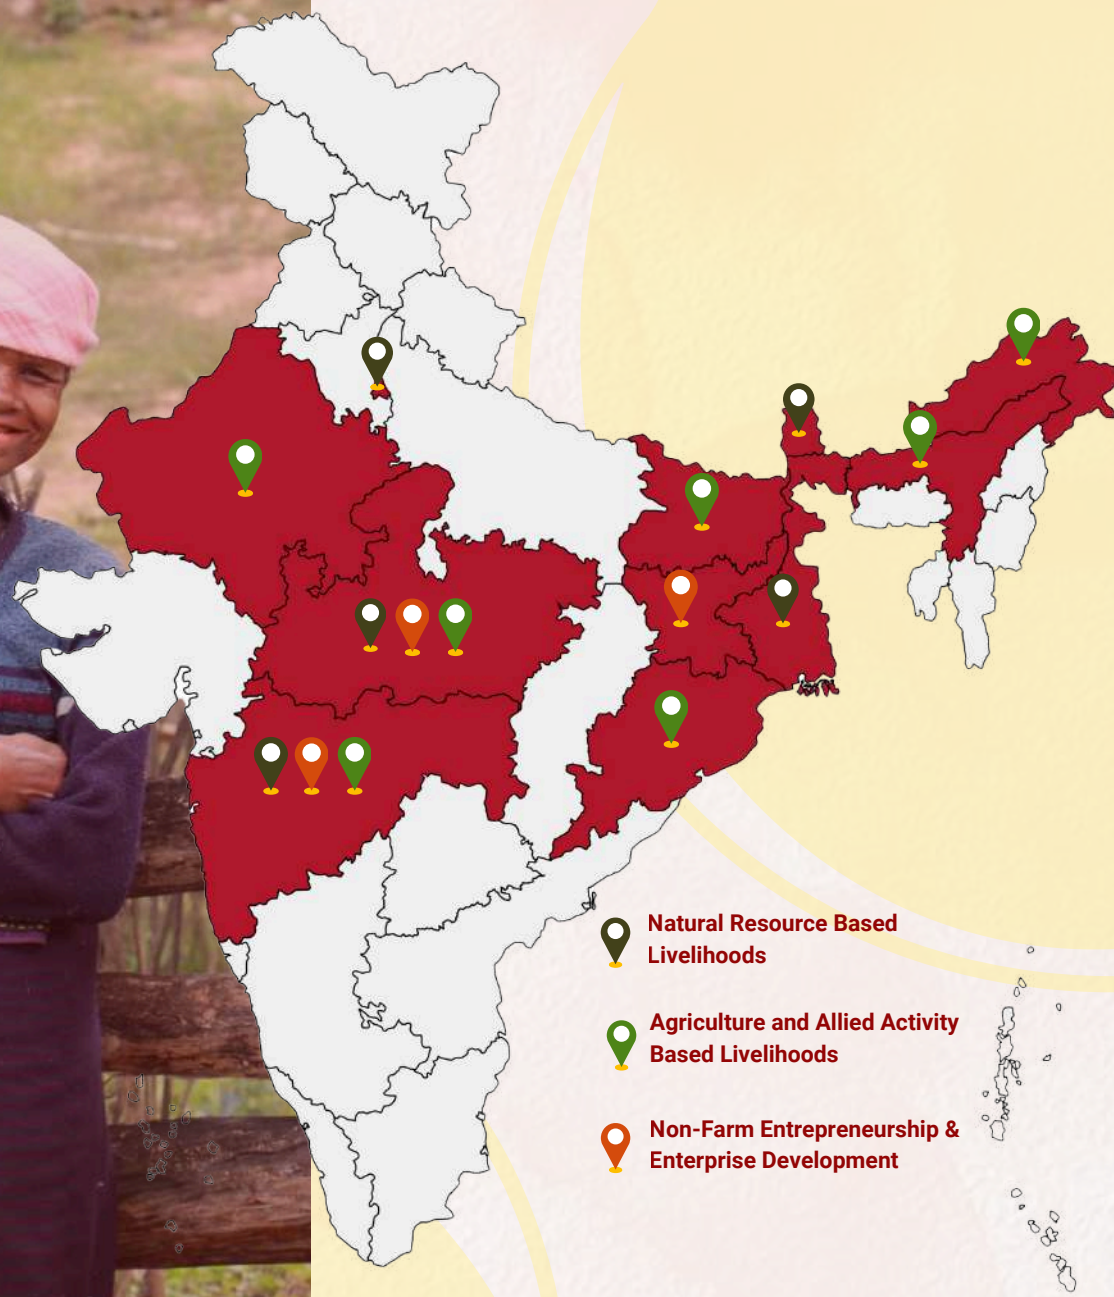 Natural Resource Based
Livelihoods
Agriculture and Allied Activity
Based Livelihoods
Non-Farm Entrepreneurship &
Enterprise Development